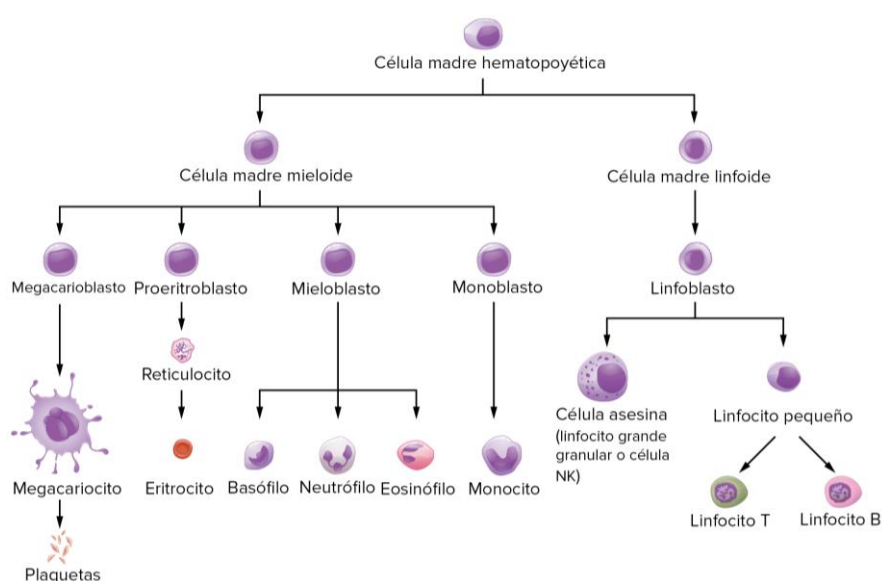 Célula madre hematopoyética
Célula madre mieloide
Célula madre linfoide
Megacarioblasto
Proeritroblasto
Mieloblasto
Monoblasto
Linfoblasto
Reticulocito
Célula asesina
(linfocito grande
granular o célula
NK)
Linfocito pequeño
Megacariocito
Eritrocito
Basófilo
Neutrófilo
Eosinófilo
Monocito
Linfocito T
Linfocito B
Plaquetas